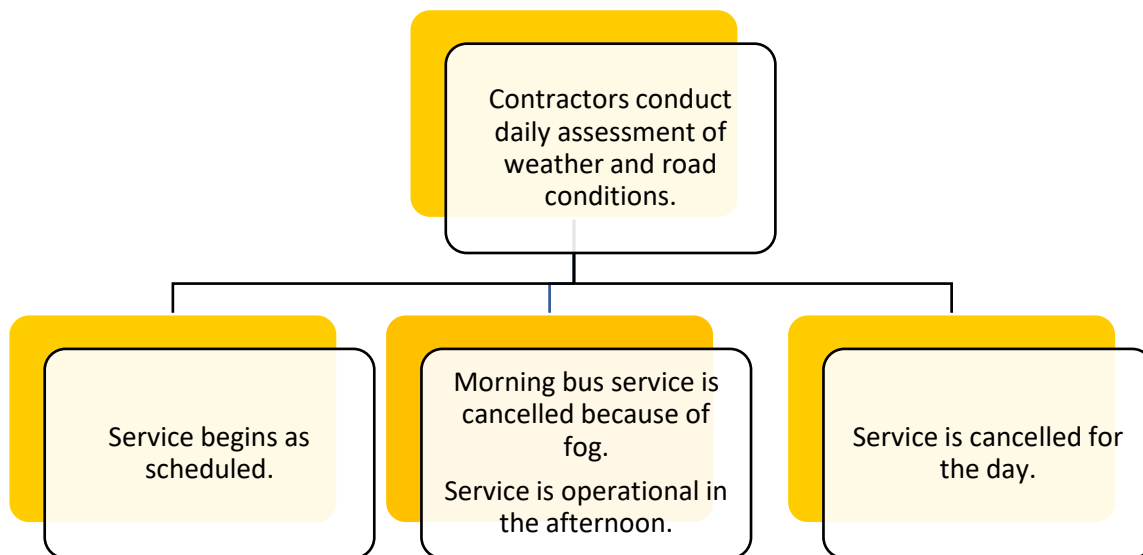 Contractors conduct
daily assessment of
weather and road
conditions.
Service begins as
scheduled.
Morning bus service is
cancelled because of
fog.
Service is operational in
the afternoon.
Service is cancelled for
the day.